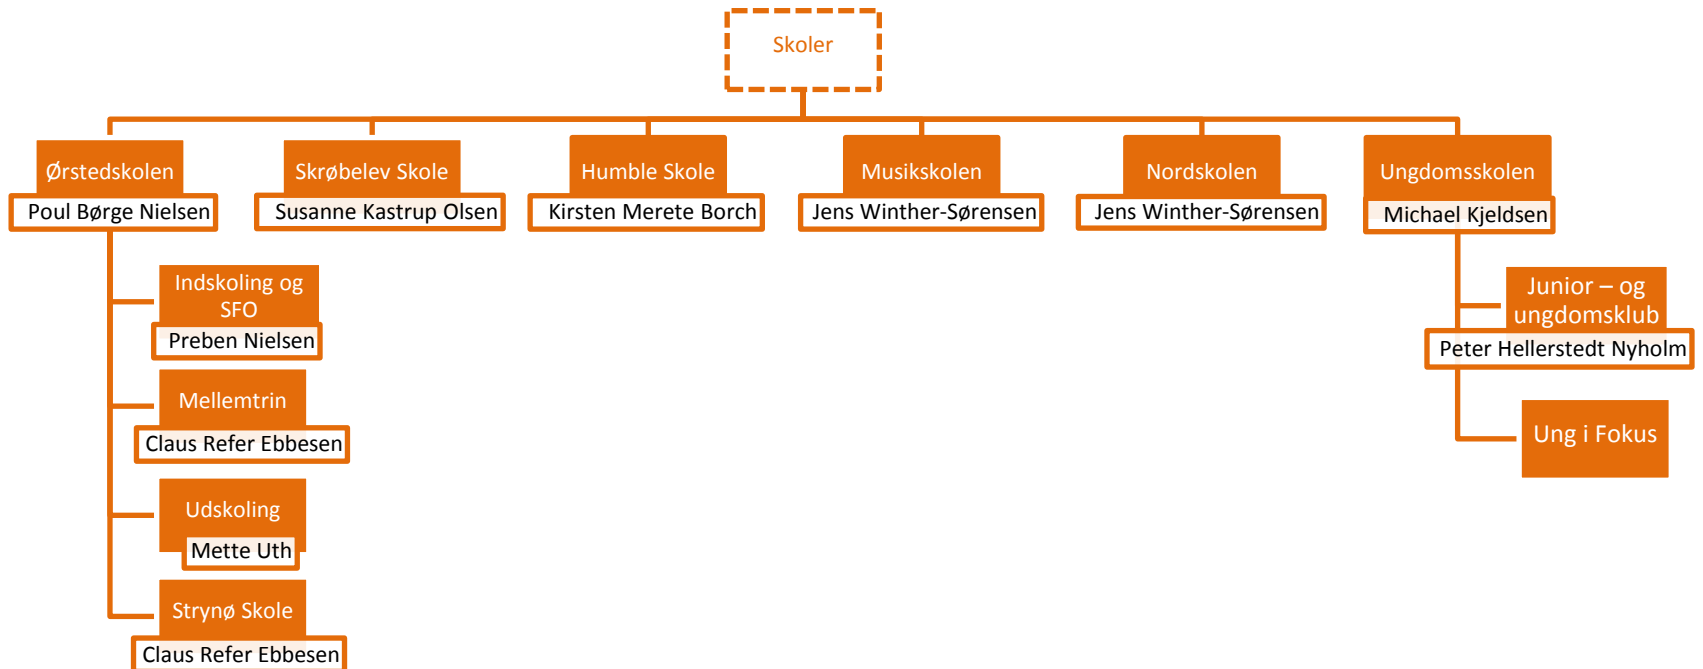 Skoler
Ørstedskolen
Poul Børge Nielsen
Skrøbelev Skole
Susanne Kastrup Olsen
Humble Skole
Kirsten Merete Borch
Musikskolen
Jens Winther-Sørensen
Nordskolen
Jens Winther-Sørensen
Ungdomsskolen
Michael Kjeldsen
Indskoling og
SFO
Preben Nielsen
Mellemtrin
Claus Refer Ebbesen
Udskoling
Mette Uth
Strynø Skole
Claus Refer Ebbesen
Junior – og
ungdomsklub
Peter Hellerstedt Nyholm
Ung i Fokus